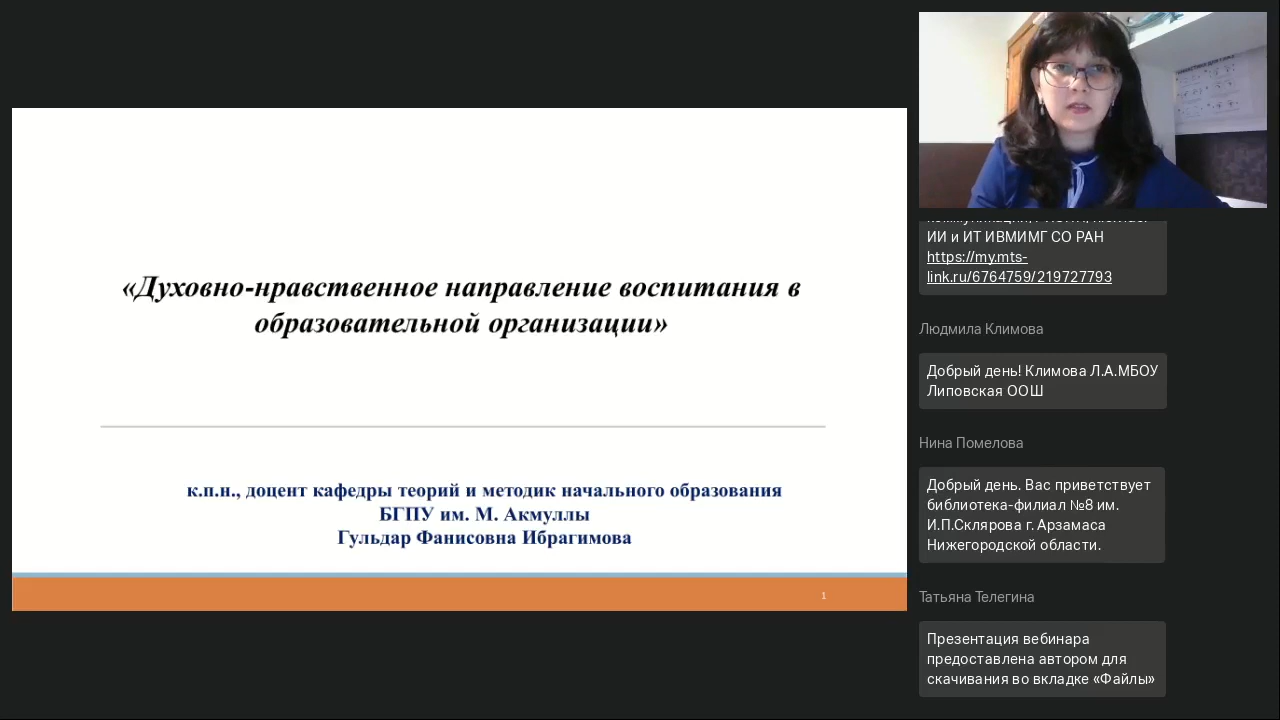 «Духовно-нравственное направление воспитания в
образовательной организации»
к.п.н., доцент кафедры теорий и методик начального образования
БГПУ им. М. Акмуллы
Гульдар Фанисовна Ибрагимова
1
ИИ и ИТ ИВМИМГ СО РАН
https://my.mts-
link.ru/6764759/219727793
Людмила Климова
Добрый день! Климова Л.А.МБОУ
Липовская ООШ
Нина Помелова
Добрый день. Вас приветствует
библиотека-филиал №8 им.
И.П.Склярова г. Арзамаса
Нижегородской области.
Татьяна Телегина
Презентация вебинара
предоставлена автором для
скачивания во вкладке «Файлы»